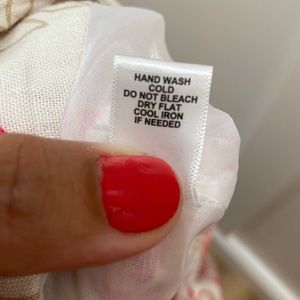 HAND WASH
COLD
DO NOT BLEACH
DRY FLAT
COOL IRON
IF NEEDED